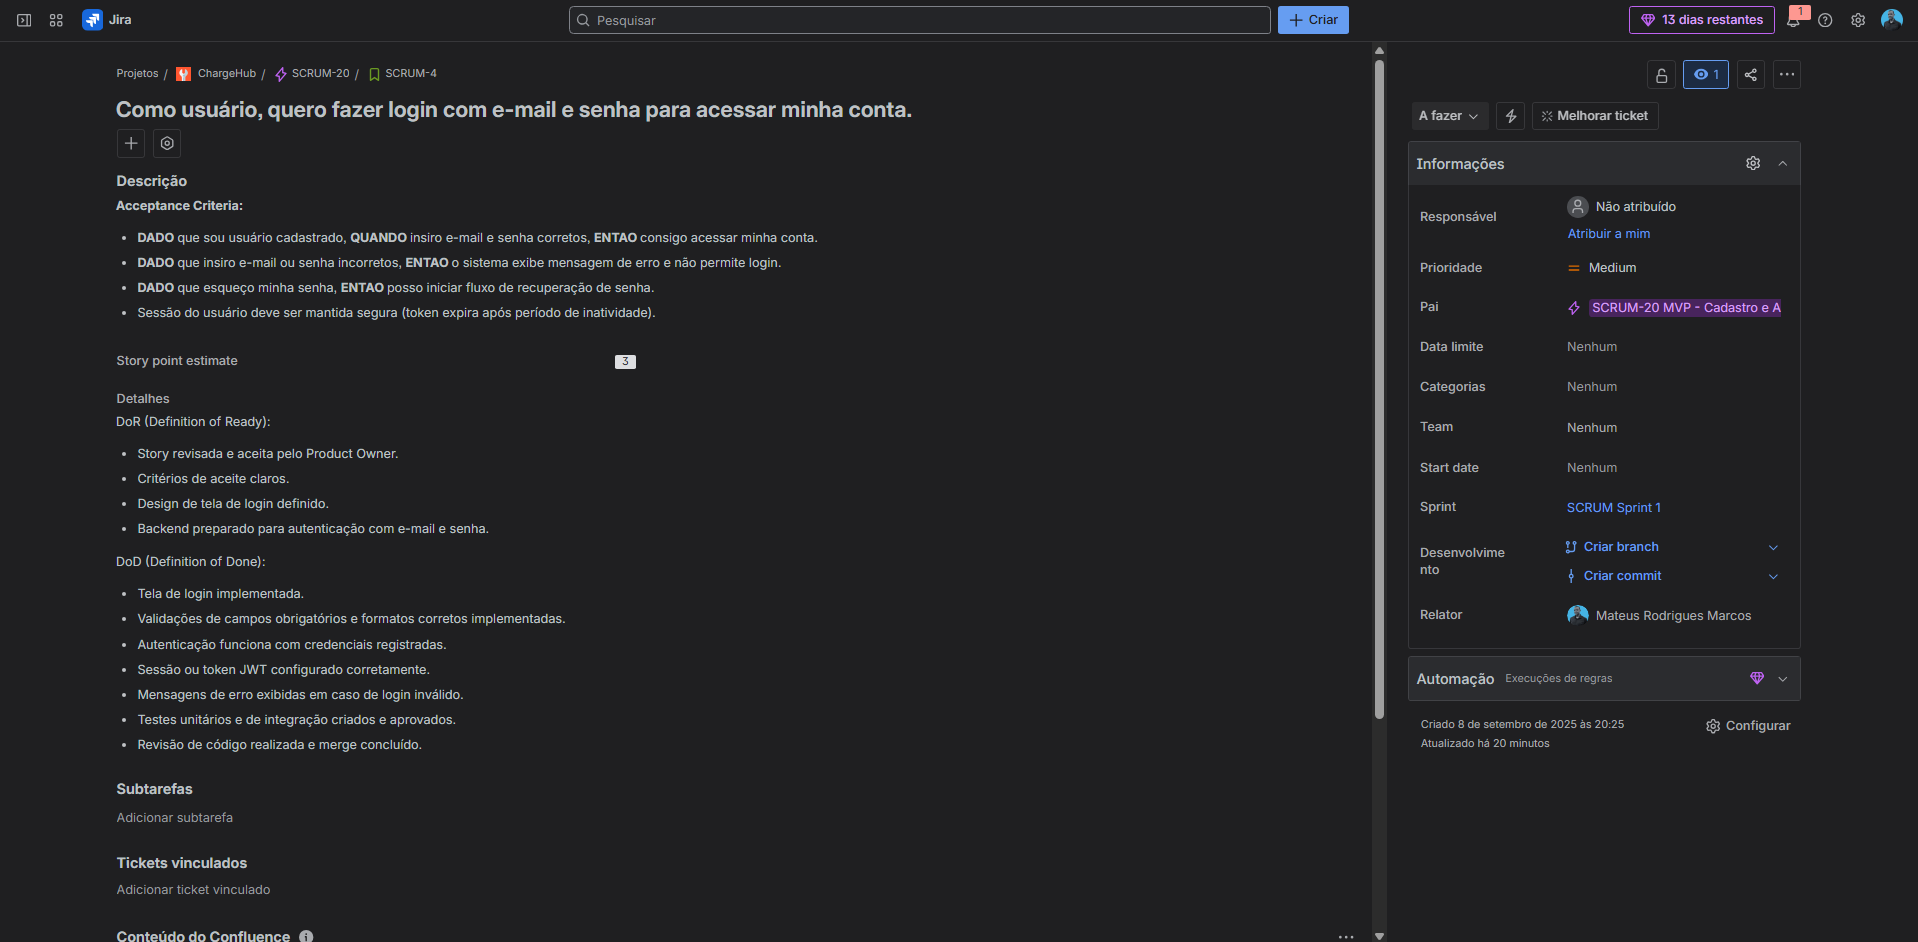 Jira
Pesquisar
Criar
13 dias restantes
1
Projetos / ChargeHub / SCRUM-20 / SCRUM-4
1
Como usuário, quero fazer login com e-mail e senha para acessar minha conta.
A fazer
Melhorar ticket
Descrição
Acceptance Criteria:
• DADO que sou usuário cadastrado, QUANDO insiro e-mail e senha corretos, ENTAO consigo acessar minha conta.
• DADO que insiro e-mail ou senha incorretos, ENTAO o sistema exibe mensagem de erro e não permite login.
• DADO que esqueço minha senha, ENTAO posso iniciar fluxo de recuperação de senha.
• Sessão do usuário deve ser mantida segura (token expira após período de inatividade).
Story point estimate 3
Detalhes
DoR (Definition of Ready):
• Story revisada e aceita pelo Product Owner.
• Critérios de aceite claros.
• Design de tela de login definido.
• Backend preparado para autenticação com e-mail e senha.
DoD (Definition of Done):
• Tela de login implementada.
• Validações de campos obrigatórios e formatos corretos implementadas.
• Autenticação funciona com credenciais registradas.
• Sessão ou token JWT configurado corretamente.
• Mensagens de erro exibidas em caso de login inválido.
• Testes unitários e de integração criados e aprovados.
• Revisão de código realizada e merge concluído.
Subtarefas
Adicionar subtarefa
Tickets vinculados
Adicionar ticket vinculado
Conteúdo do Confluence
Informações
Responsável
Não atribuído
Atribuir a mim
Prioridade
Medium
Pai
SCRUM-20 MVP - Cadastro e A
Data limite
Nenhum
Categorias
Nenhum
Team
Nenhum
Start date
Nenhum
Sprint
SCRUM Sprint 1
Desenvolvime
nto
Criar branch
Criar commit
Relator
Mateus Rodrigues Marcos
Automação
Execuções de regras
Criado 8 de setembro de 2025 às 20:25
Atualizado há 20 minutos
Configurar